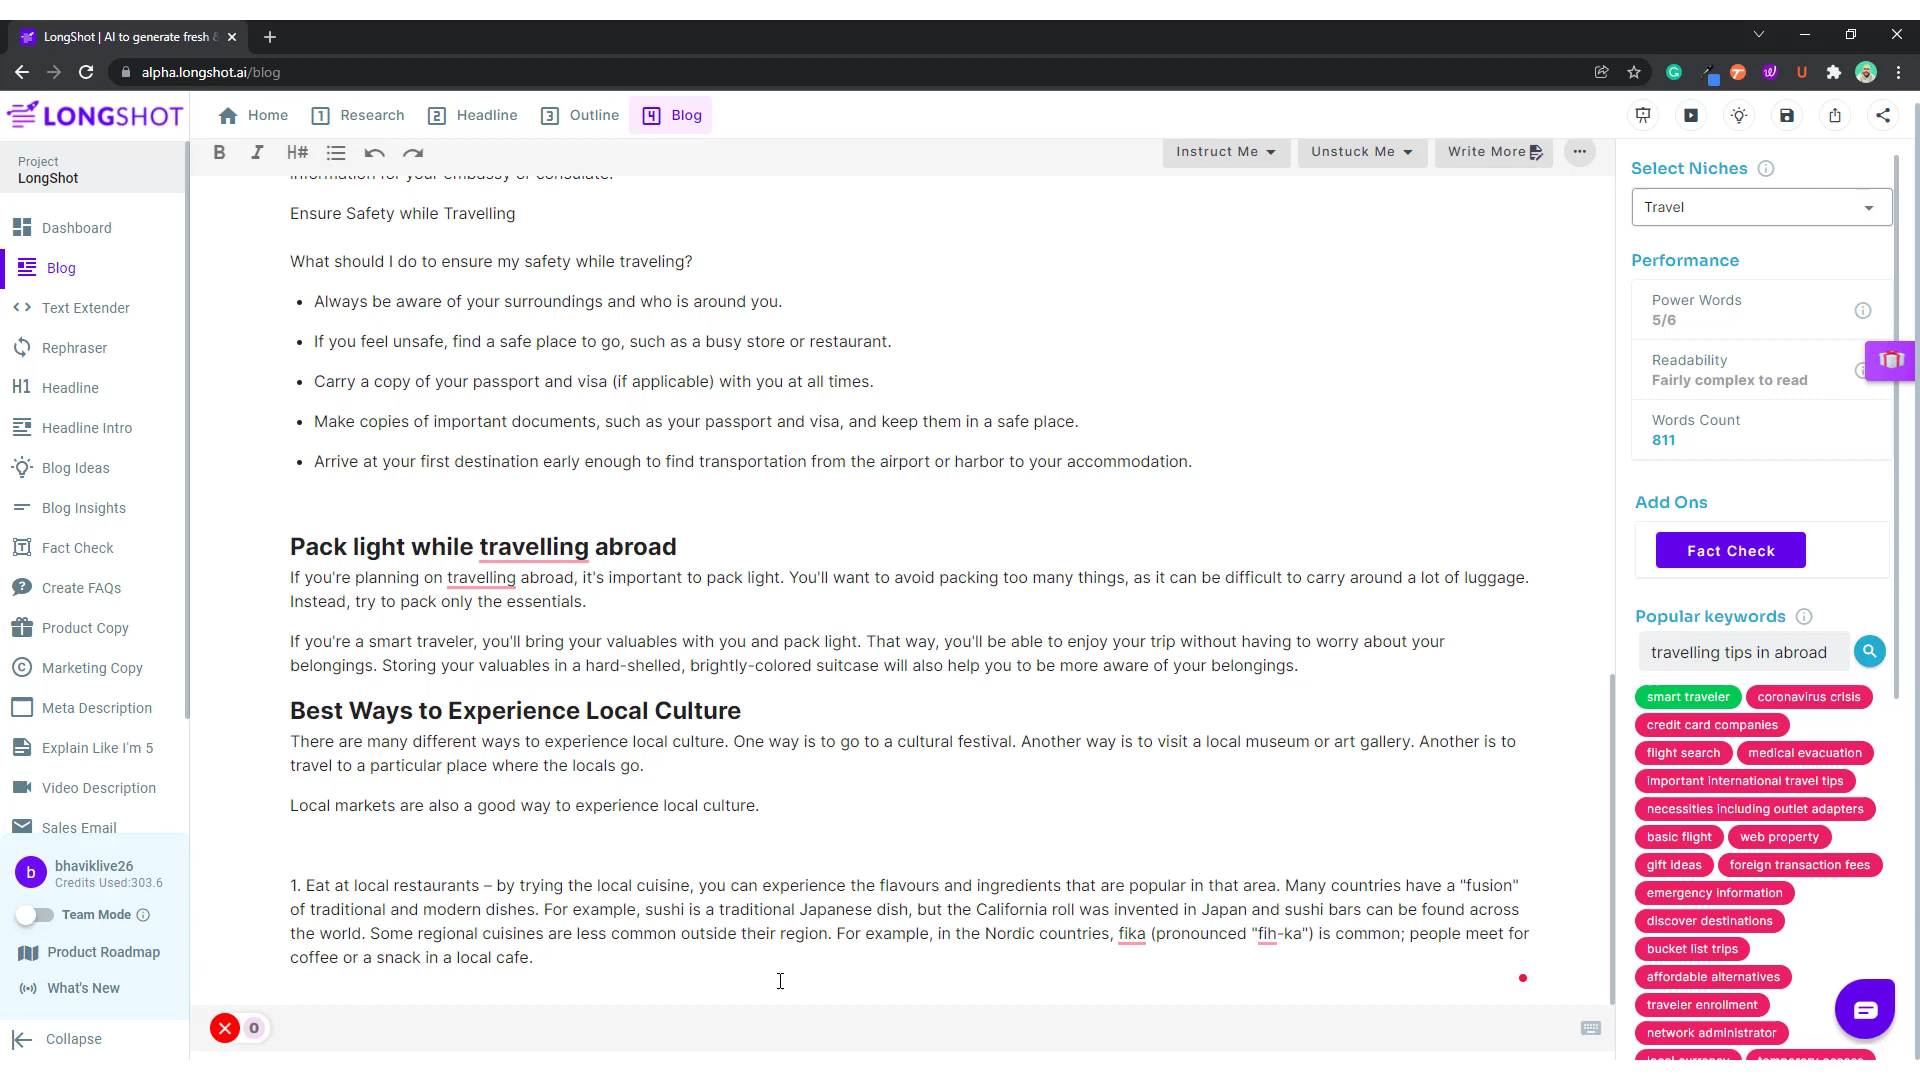 LongShot | AI to generate fresh &
alpha.longshot.ai/blog
LONGSHOT
Home
1 Research
2 Headline
3 Outline
4 Blog
Project
LongShot
Dashboard
Blog
Text Extender
Rephraser
H1 Headline
Headline Intro
Blog Ideas
Blog Insights
Fact Check
Create FAQs
Product Copy
Marketing Copy
Meta Description
Explain Like I'm 5
Video Description
Sales Email
b
bhaviklive26
Credits Used:303.6
Team Mode
Product Roadmap
What's New
Collapse
B I H#
Instruct Me
Unstuck Me
Write More
information for your embassy or consulate.
Ensure Safety while Travelling
What should I do to ensure my safety while traveling?
• Always be aware of your surroundings and who is around you.
• If you feel unsafe, find a safe place to go, such as a busy store or restaurant.
• Carry a copy of your passport and visa (if applicable) with you at all times.
• Make copies of important documents, such as your passport and visa, and keep them in a safe place.
• Arrive at your first destination early enough to find transportation from the airport or harbor to your accommodation.
Pack light while travelling abroad
If you're planning on travelling abroad, it's important to pack light. You'll want to avoid packing too many things, as it can be difficult to carry around a lot of luggage.
Instead, try to pack only the essentials.
If you're a smart traveler, you'll bring your valuables with you and pack light. That way, you'll be able to enjoy your trip without having to worry about your
belongings. Storing your valuables in a hard-shelled, brightly-colored suitcase will also help you to be more aware of your belongings.
Best Ways to Experience Local Culture
There are many different ways to experience local culture. One way is to go to a cultural festival. Another way is to visit a local museum or art gallery. Another is to
travel to a particular place where the locals go.
Local markets are also a good way to experience local culture.
1. Eat at local restaurants – by trying the local cuisine, you can experience the flavours and ingredients that are popular in that area. Many countries have a "fusion"
of traditional and modern dishes. For example, sushi is a traditional Japanese dish, but the California roll was invented in Japan and sushi bars can be found across
the world. Some regional cuisines are less common outside their region. For example, in the Nordic countries, fika (pronounced "fih-ka") is common; people meet for
coffee or a snack in a local cafe.
0
Select Niches
Travel
Performance
Power Words
5/6
Readability
Fairly complex to read
Words Count
811
Add Ons
Fact Check
Popular keywords
travelling tips in abroad
smart traveler
coronavirus crisis
credit card companies
flight search
medical evacuation
important international travel tips
necessities including outlet adapters
basic flight
web property
gift ideas
foreign transaction fees
emergency information
discover destinations
bucket list trips
affordable alternatives
traveler enrollment
network administrator
local currency